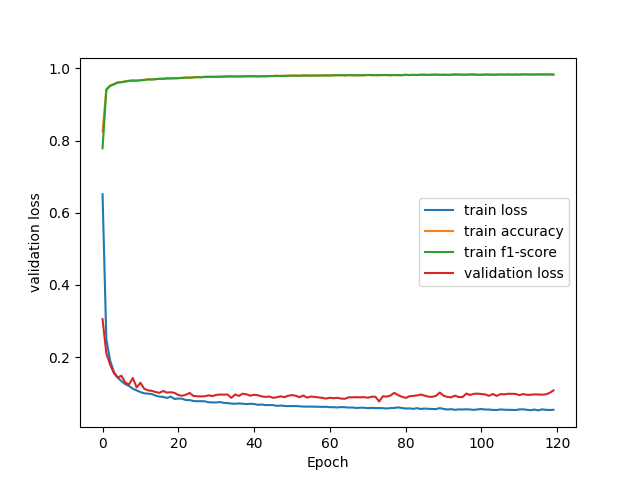 1.0
0.8
0.6
0.4
0.2
validation loss
train loss
train accuracy
train f1-score
validation loss
0 20 40 60 80 100 120
Epoch